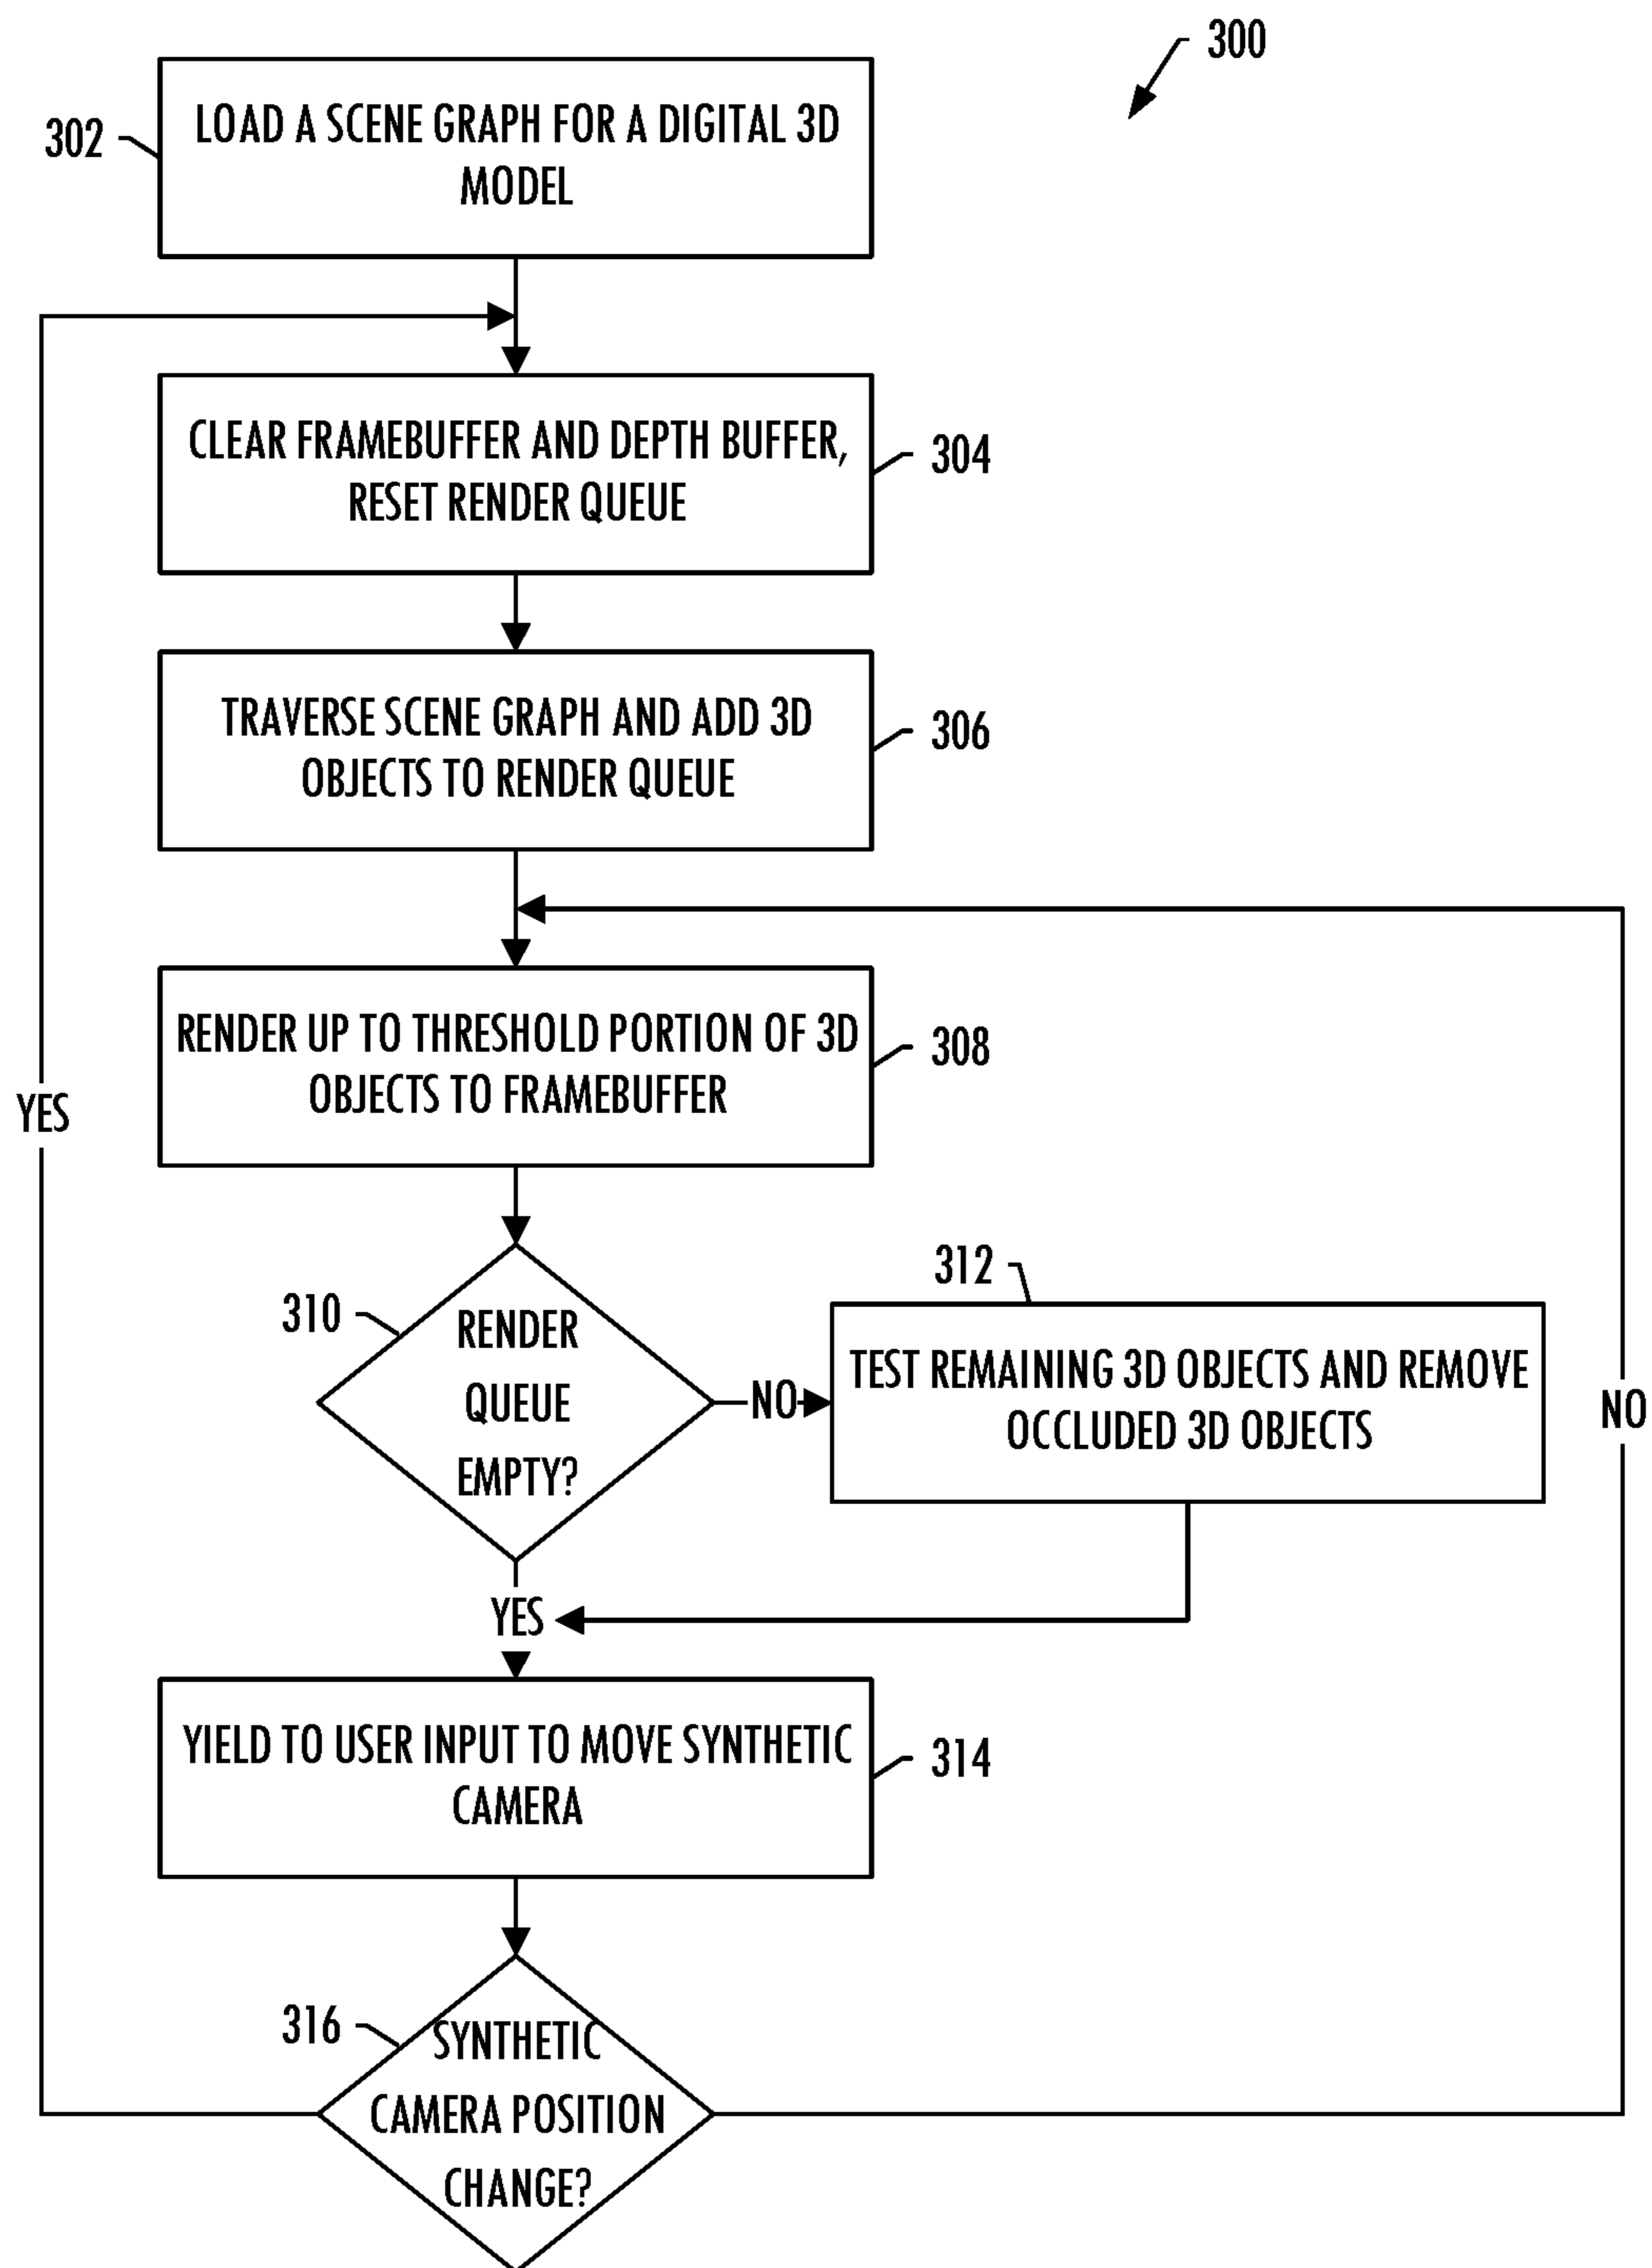 300
302
LOAD A SCENE GRAPH FOR A DIGITAL 3D
MODEL
CLEAR FRAMEBUFFER AND DEPTH BUFFER,
RESET RENDER QUEUE
304
TRAVERSE SCENE GRAPH AND ADD 3D
OBJECTS TO RENDER QUEUE
306
RENDER UP TO THRESHOLD PORTION OF 3D
OBJECTS TO FRAMEBUFFER
308
YES
310
RENDER
QUEUE
EMPTY?
NO
312
TEST REMAINING 3D OBJECTS AND REMOVE
OCCLUDED 3D OBJECTS
NO
YES
YIELD TO USER INPUT TO MOVE SYNTHETIC
CAMERA
314
316
SYNTHETIC
CAMERA POSITION
CHANGE?